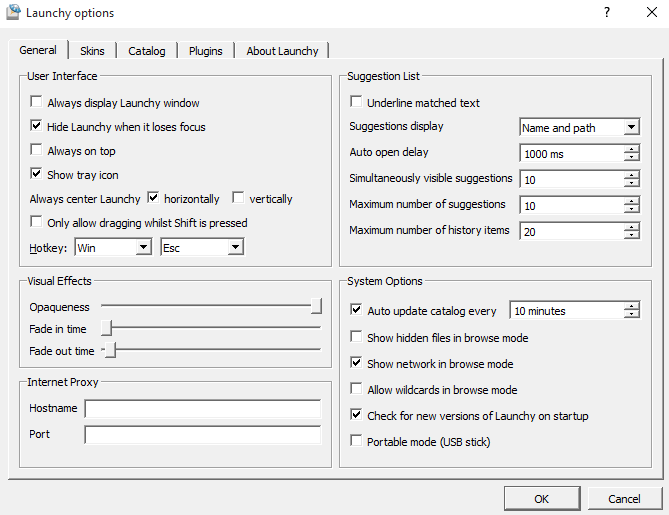 Launchy options
?
General
Skins
Catalog
Plugins
About Launchy
User Interface
Always display Launchy window
Hide Launchy when it loses focus
Always on top
Show tray icon
Always center Launchy horizontally vertically
Only allow dragging whilst Shift is pressed
Hotkey: Win Esc
Visual Effects
Opaqueness
Fade in time
Fade out time
Internet Proxy
Hostname
Port
Suggestion List
Underline matched text
Suggestions display Name and path
Auto open delay 1000 ms
Simultaneously visible suggestions 10
Maximum number of suggestions 10
Maximum number of history items 20
System Options
Auto update catalog every 10 minutes
Show hidden files in browse mode
Show network in browse mode
Allow wildcards in browse mode
Check for new versions of Launchy on startup
Portable mode (USB stick)
OK
Cancel